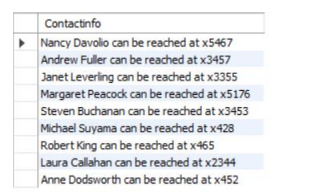 Contactinfo
Nancy Davolio can be reached at x5467
Andrew Fuller can be reached at x3457
Janet Leverling can be reached at x3355
Margaret Peacock can be reached at x5176
Steven Buchanan can be reached at x3453
Michael Suyama can be reached at x428
Robert King can be reached at x465
Laura Callahan can be reached at x2344
Anne Dodsworth can be reached at x452